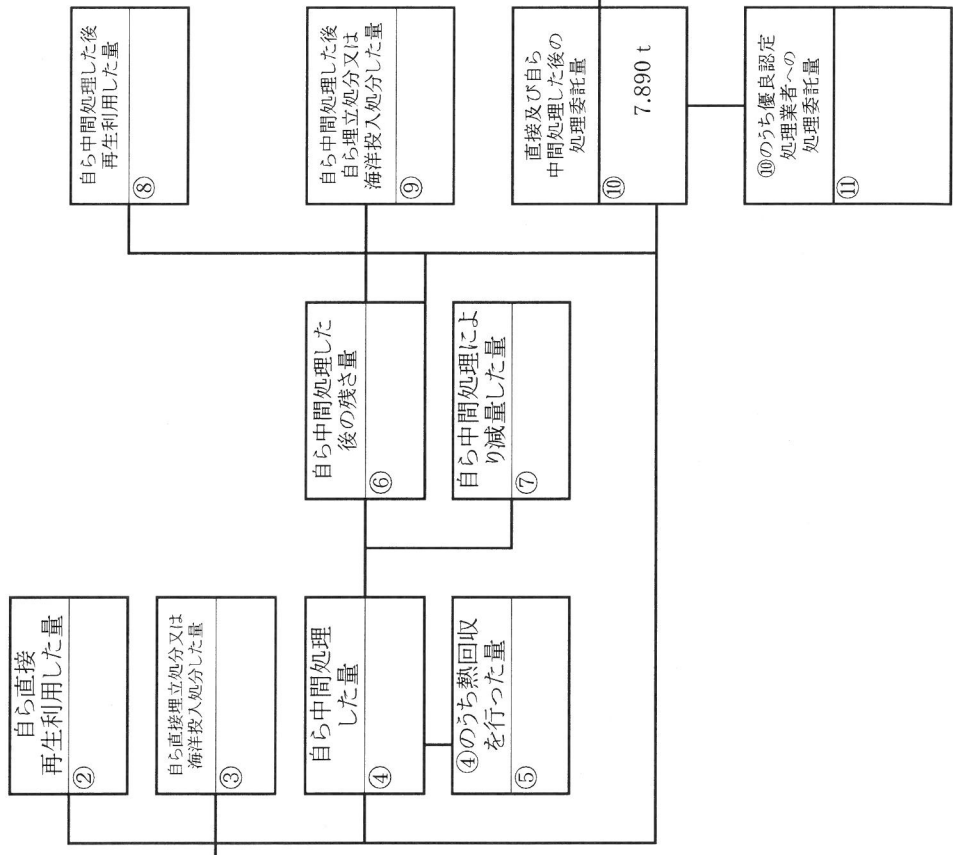 自ら直接
再生利用した量
②
自ら直接埋立処分又は
海洋投入処分した量
③
自ら中間処理
した量
④
④のうち熱回収
を行った量
⑤
自ら中間処理した
後の残さ量
⑥
自ら中間処理によ
り減量した量
⑦
自ら中間処理した後
再生利用した量
⑧
自ら中間処理した後
自ら埋立処分又は
海洋投入処分した量
⑨
直接及び自ら
中間処理した後の
処理委託量
⑩
7.890 t
⑩のうち優良認定
処理業者への
処理委託量
⑪